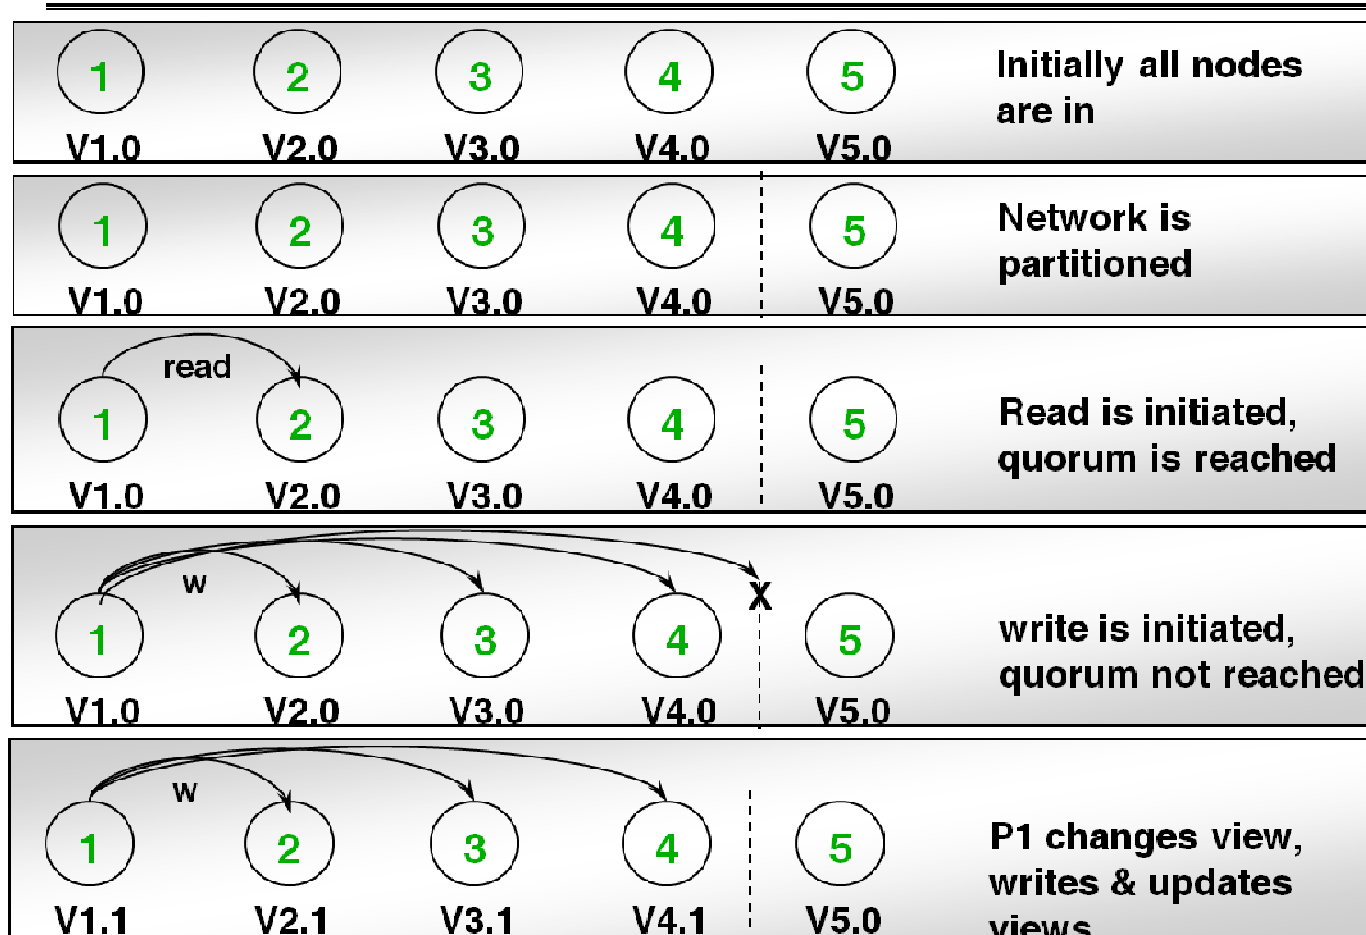 1 2 3 4 5
V1.0 V2.0 V3.0 V4.0 V5.0
Initially all nodes
are in
1 2 3 4 5
V1.0 V2.0 V3.0 V4.0 V5.0
Network is
partitioned
read
1 2 3 4 5
V1.0 V2.0 V3.0 V4.0 V5.0
Read is initiated,
quorum is reached
w
X
1 2 3 4 5
V1.0 V2.0 V3.0 V4.0 V5.0
write is initiated,
quorum not reached
w
1 2 3 4 5
V1.1 V2.1 V3.1 V4.1 V5.0
P1 changes view,
writes & updates
views